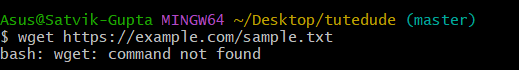 Asus@Satvik-Gupta MINGW64 ~/Desktop/tutedude (master)
$ wget https://example.com/sample.txt
bash: wget: command not found